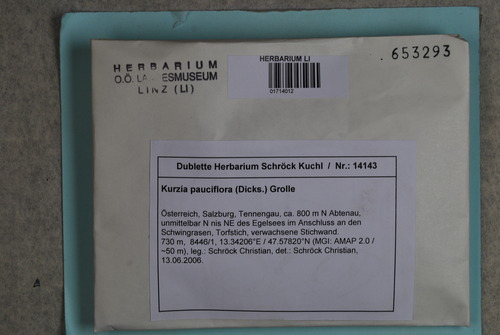 HERBARIUM
O.Ö. LANDESMUSEUM
LINZ (LI)
HERBARIUM LI
01714012
. 653293
Dublette Herbarium Schröck Kuchl / Nr.: 14143
Kurzia pauciflora (Dicks.) Grolle
Österreich, Salzburg, Tennengau, ca. 800 m N Abtenau,
unmittelbar N nis NE des Egelsees im Anschluss an den
Schwingrasen, Torfstich, verwachsene Stichwand.
730 m, 8446/1, 13.34206°E / 47.57820°N (MGI: AMAP 2.0 /
~50 m), leg.: Schröck Christian, det.: Schröck Christian,
13.06.2006.